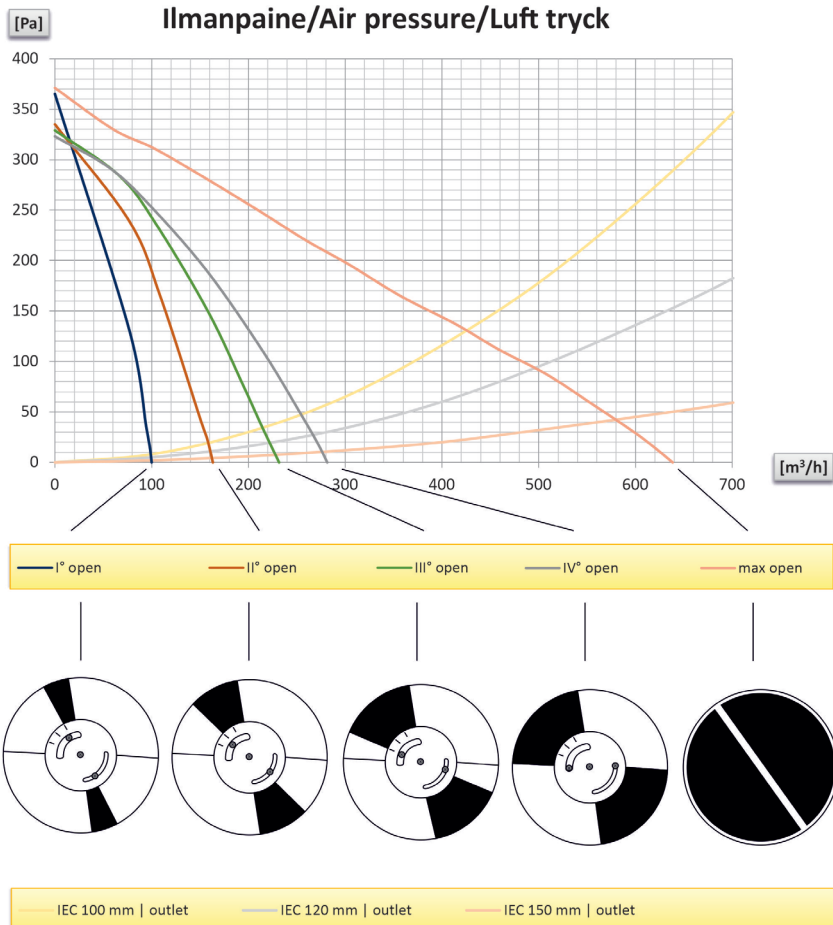 Ilmanpaine/Air pressure/Luft tryck
[Pa]
400
350
300
250
200
150
100
50
0
0 100 200 300 400 500 600 700
[m³/h]
I° open II° open III° open IV° open max open
IEC 100 mm | outlet IEC 120 mm | outlet IEC 150 mm | outlet